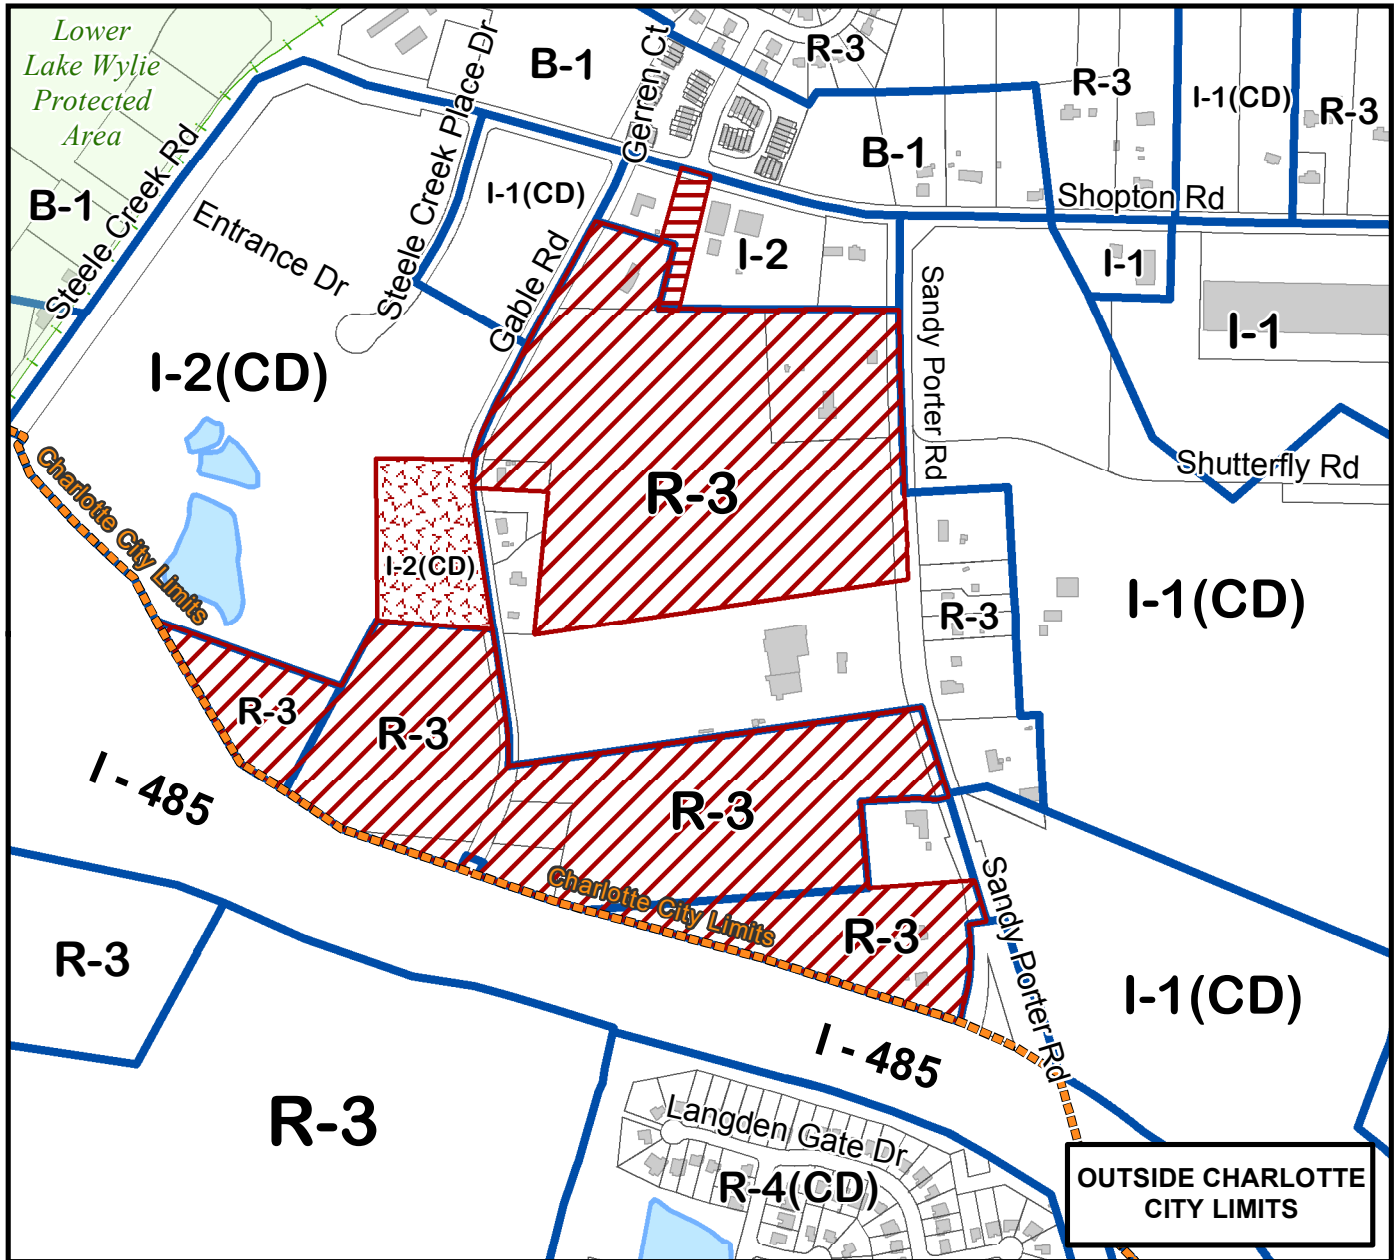 Lower
Lake Wylie
Protected
Area
B-1
Steele Creek Rd
Entrance Dr
Steele Creek Place Dr
B-1
Gerren Ct
R-3
R-3
I-1(CD)
R-3
B-1
Shopton Rd
I-1(CD)
Gable Rd
I-2
I-1
I-1
Sandy Porter Rd
I-2(CD)
Shutterfly Rd
Charlotte City Limits
R-3
I-2(CD)
R-3
I-1(CD)
R-3
R-3
I - 485
R-3
Charlotte City Limits
R-3
Sandy Porter Rd
R-3
I-1(CD)
I - 485
R-3
Langden Gate Dr
R-4(CD)
OUTSIDE CHARLOTTE
CITY LIMITS